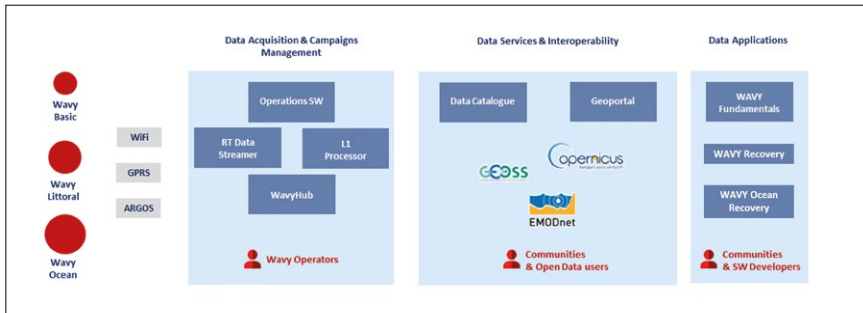 Data Acquisition & Campaigns
Management
Data Services & Interoperability
Data Applications
Wavy
Basic
Wavy
Littoral
Wavy
Ocean
WiFi
GPRS
ARGOS
Operations SW
RT Data
Streamer
L1
Processor
WavyHub
Wavy Operators
Data Catalogue
Geoportal
GEOSS
Copernicus
EMODnet
Communities
& Open Data users
WAVY
Fundamentals
WAVY Recovery
WAVY Ocean
Recovery
Communities
& SW Developers